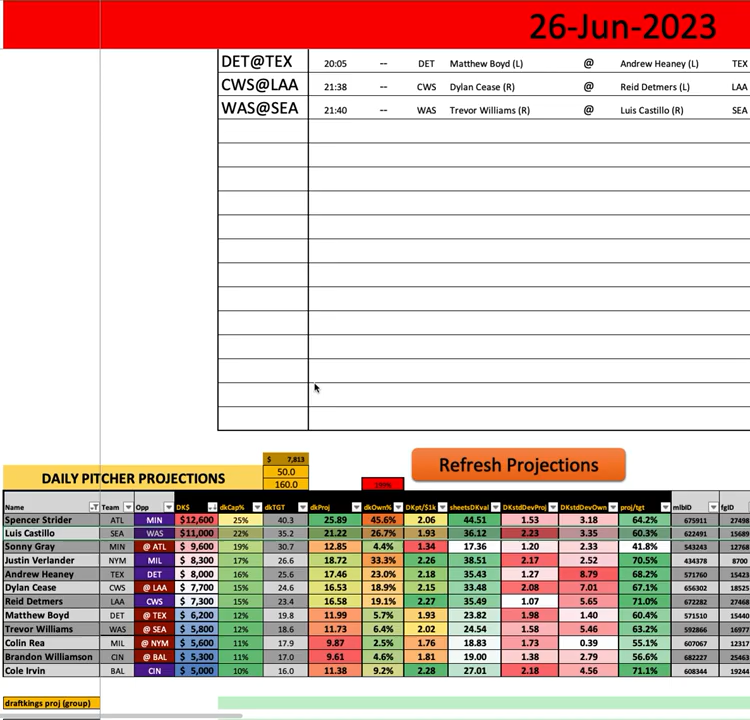 26-Jun-2023
DET@TEX 20:05 -- DET Matthew Boyd (L) @ Andrew Heaney (L) TEX
CWS@LAA 21:38 -- CWS Dylan Cease (R) @ Reid Detmers (L) LAA
WAS@SEA 21:40 -- WAS Trevor Williams (R) @ Luis Castillo (R) SEA
$ 7,813
Refresh Projections
DAILY PITCHER PROJECTIONS 50.0
160.0
Name Team Opp DK$ dkCap% dkTGT dkProj dkOwn% DKpt/$1k sheetsDKval DKstdDevProj DKstdDevOwn proj/tgt mlbID fgID
Spencer Strider ATL MIN $12,600 25% 40.3 25.89 45.6% 2.06 44.51 1.53 3.18 64.2% 675911 27498
Luis Castillo SEA WAS $11,000 22% 35.2 21.22 26.7% 1.93 36.12 2.23 3.35 60.3% 622491 15689
Sonny Gray MIN @ ATL $ 9,600 19% 30.7 12.85 4.4% 1.34 17.36 1.20 2.33 41.8% 543243 12768
Justin Verlander NYM MIL $ 8,300 17% 26.6 18.72 33.3% 2.26 38.51 2.17 2.52 70.5% 434378 8700
Andrew Heaney TEX DET $ 8,000 16% 25.6 17.46 23.0% 2.18 35.43 1.27 8.79 68.2% 571760 15423
Dylan Cease CWS @ LAA $ 7,700 15% 24.6 16.53 18.9% 2.15 33.48 2.08 7.01 67.1% 656302 18525
Reid Detmers LAA CWS $ 7,300 15% 23.4 16.58 19.1% 2.27 35.49 1.07 5.65 71.0% 672282 27468
Matthew Boyd DET @ TEX $ 6,200 12% 19.8 11.99 5.7% 1.93 23.82 1.98 1.40 60.4% 571510 15440
Trevor Williams WAS @ SEA $ 5,800 12% 18.6 11.73 6.4% 2.02 24.54 1.58 5.46 63.2% 592866 16977
Colin Rea MIL @ NYM $ 5,600 11% 17.9 9.87 2.5% 1.76 18.83 1.73 0.39 55.1% 607067 12317
Brandon Williamson CIN @ BAL $ 5,300 11% 17.0 9.61 4.6% 1.81 19.00 1.38 2.79 56.6% 682227 25463
Cole Irvin BAL CIN $ 5,000 10% 16.0 11.38 9.2% 2.28 27.01 2.18 4.56 71.1% 608344 19244
draftkings proj (group)